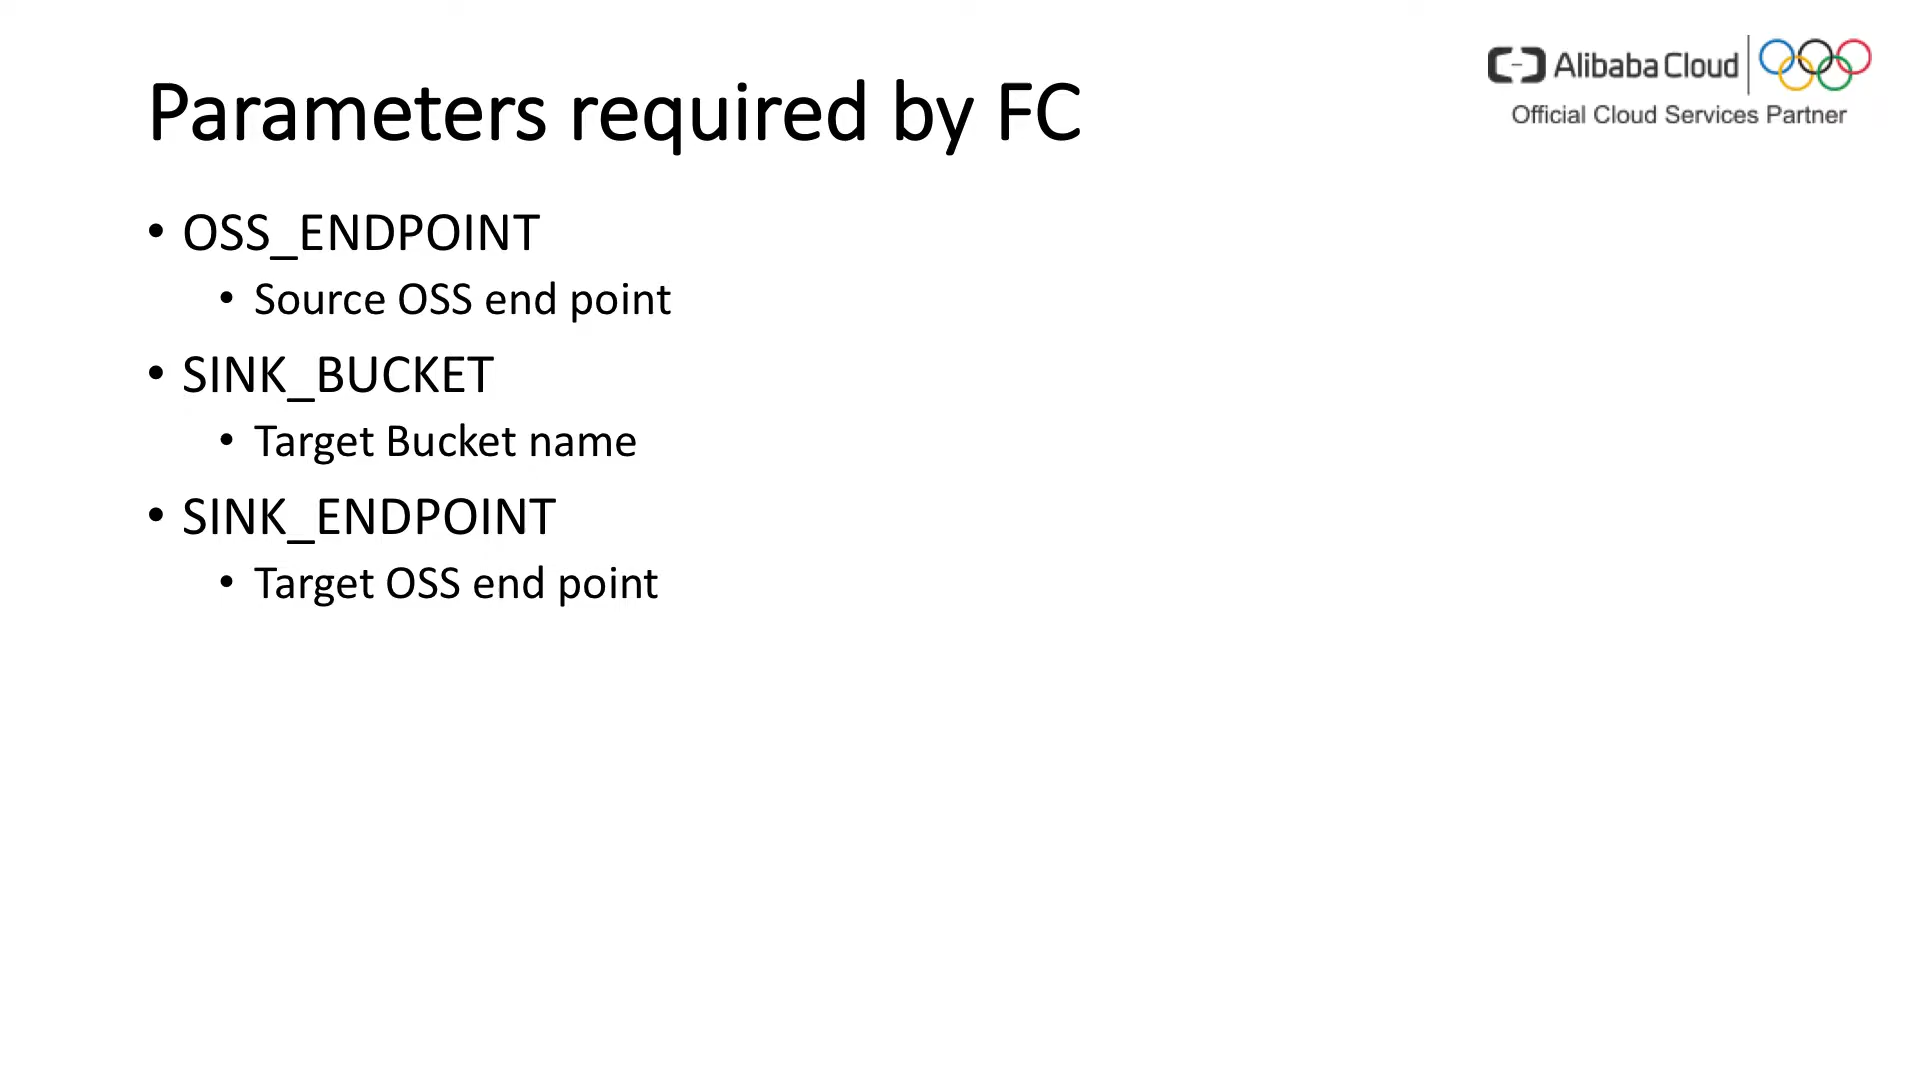 Parameters required by FC
Alibaba Cloud
Official Cloud Services Partner
• OSS_ENDPOINT
• Source OSS end point
• SINK_BUCKET
• Target Bucket name
• SINK_ENDPOINT
• Target OSS end point